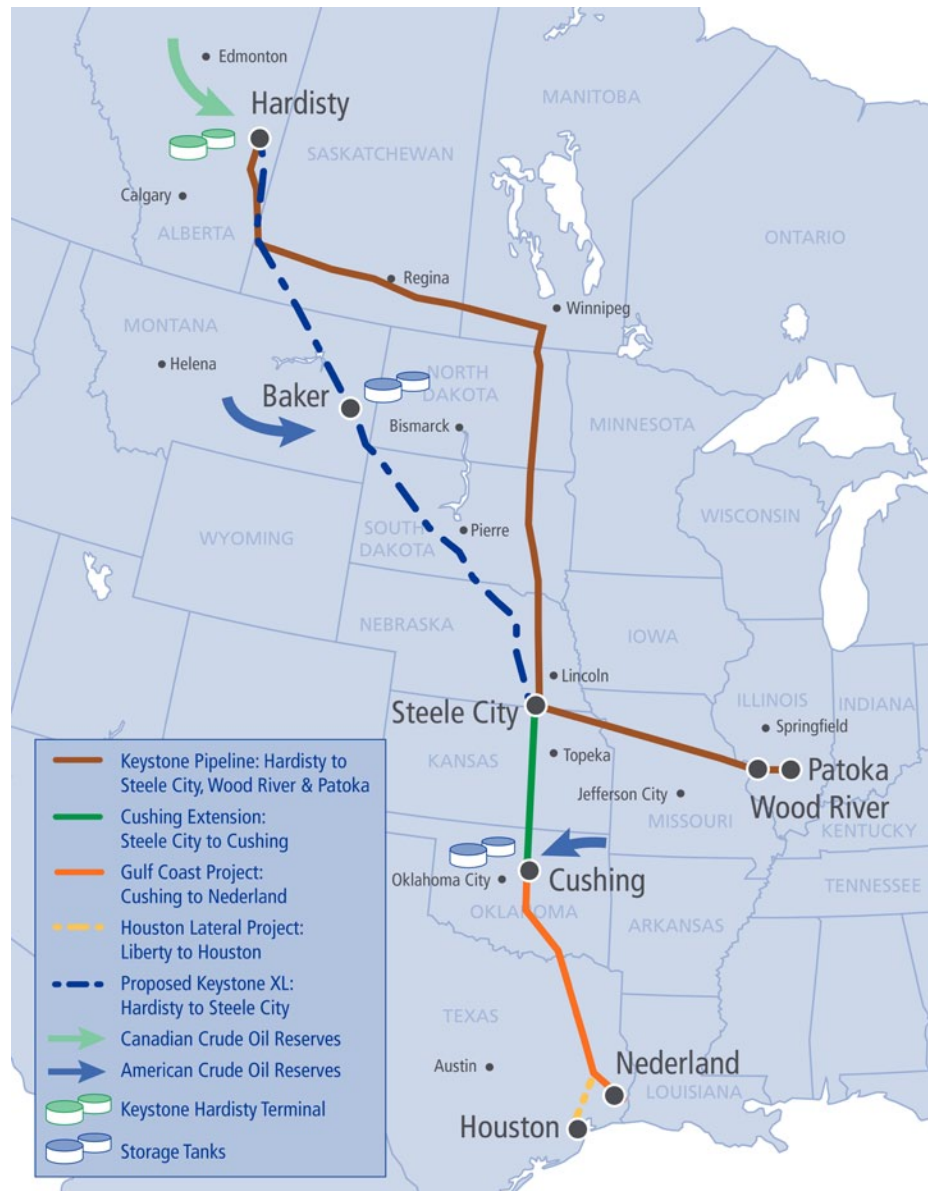 Edmonton
Hardisty
MANITOBA
SASKATCHEWAN
Calgary
ALBERTA
ONTARIO
Regina
Winnipeg
MONTANA
Helena
NORTH
DAKOTA
Baker
Bismarck
MINNESOTA
WISCONSIN
WYOMING
SOUTH
DAKOTA
Pierre
NEBRASKA
IOWA
Lincoln
ILLINOIS
INDIANA
Steele City
Springfield
KANSAS
Topeka
Patoka
Wood River
Jefferson City
MISSOURI
KENTUCKY
Oklahoma City
Cushing
TENNESSEE
OKLAHOMA
ARKANSAS
TEXAS
Austin
Nederland
LOUISIANA
Houston
Keystone Pipeline: Hardisty to
Steele City, Wood River & Patoka
Cushing Extension:
Steele City to Cushing
Gulf Coast Project:
Cushing to Nederland
Houston Lateral Project:
Liberty to Houston
Proposed Keystone XL:
Hardisty to Steele City
Canadian Crude Oil Reserves
American Crude Oil Reserves
Keystone Hardisty Terminal
Storage Tanks